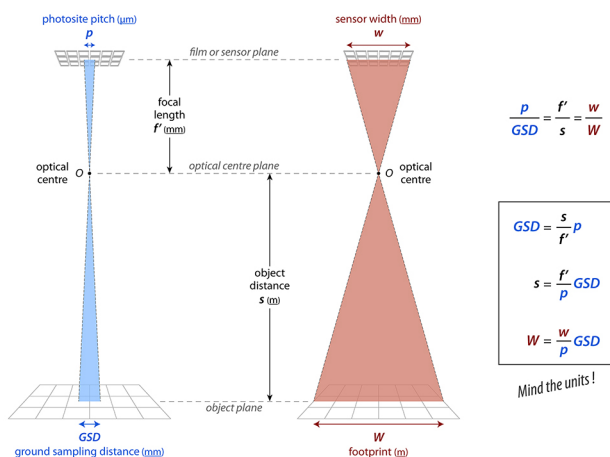 photosite pitch (µm)
p
sensor width (mm)
w
film or sensor plane
focal
length
f' (mm)
p/GSD = f'/s = w/W
optical
centre
O
optical centre plane
O
optical
centre
GSD = s/f' p
object
distance
s (m)
s = f'/p GSD
W = w/p GSD
Mind the units !
object plane
GSD
ground sampling distance (mm)
W
footprint (m)